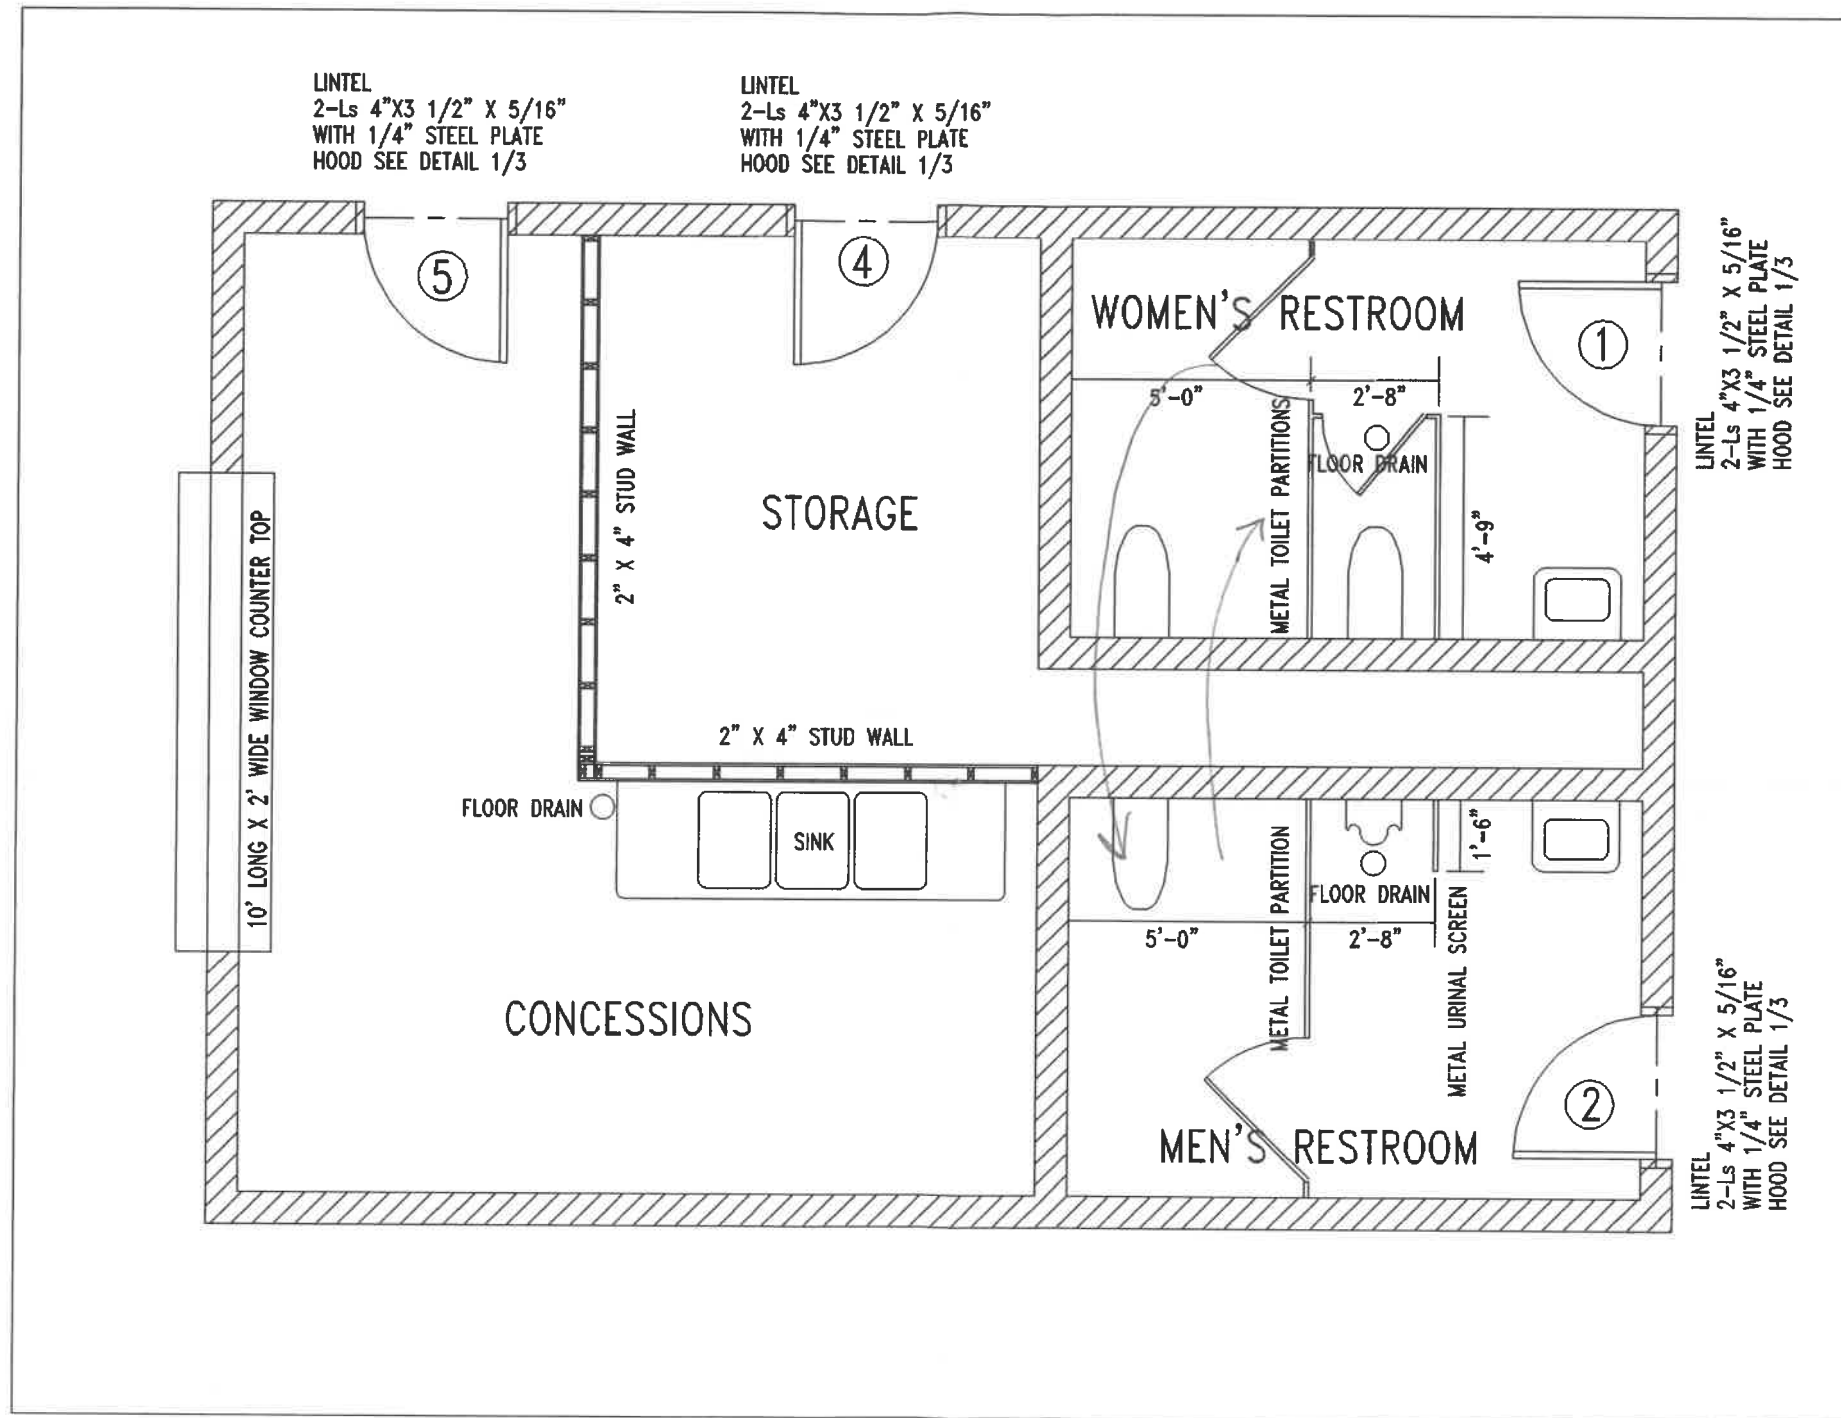 LINTEL
2-Ls 4"X3 1/2" X 5/16"
WITH 1/4" STEEL PLATE
HOOD SEE DETAIL 1/3
LINTEL
2-Ls 4"X3 1/2" X 5/16"
WITH 1/4" STEEL PLATE
HOOD SEE DETAIL 1/3
5
4
WOMEN'S RESTROOM
1
LINTEL
2-Ls 4"X3 1/2" X 5/16"
WITH 1/4" STEEL PLATE
HOOD SEE DETAIL 1/3
5'-0"
2'-8"
METAL TOILET PARTITIONS
FLOOR DRAIN
4'-9"
2" X 4" STUD WALL
STORAGE
10' LONG X 2' WIDE WINDOW COUNTER TOP
2" X 4" STUD WALL
FLOOR DRAIN
SINK
METAL TOILET PARTITION
FLOOR DRAIN
1'-6"
5'-0"
2'-8"
METAL URINAL SCREEN
CONCESSIONS
MEN'S RESTROOM
2
LINTEL
2-Ls 4"X3 1/2" X 5/16"
WITH 1/4" STEEL PLATE
HOOD SEE DETAIL 1/3